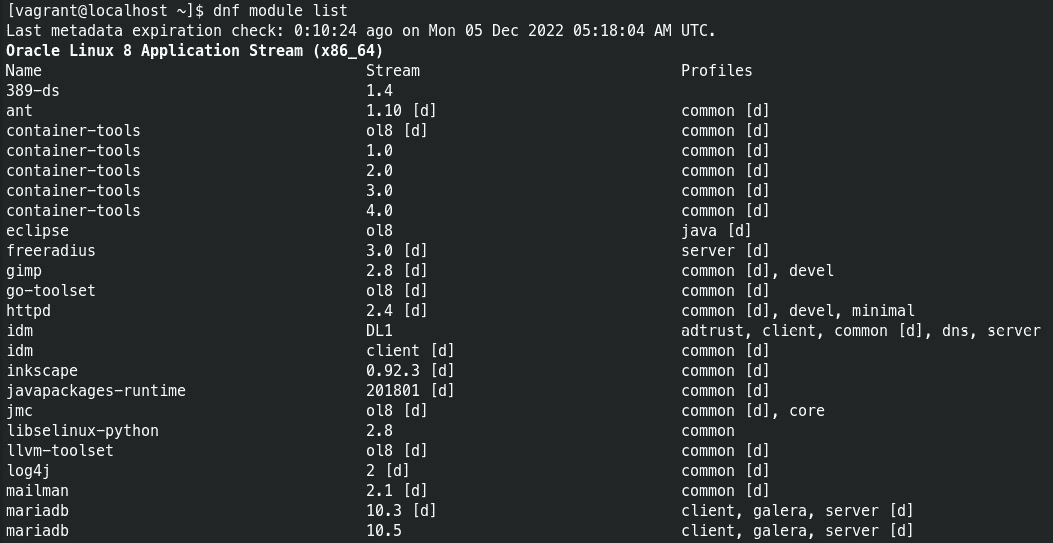 [vagrant@localhost ~]$ dnf module list
Last metadata expiration check: 0:10:24 ago on Mon 05 Dec 2022 05:18:04 AM UTC.
Oracle Linux 8 Application Stream (x86_64)
Name Stream Profiles
389-ds 1.4
ant 1.10 [d] common [d]
container-tools ol8 [d] common [d]
container-tools 1.0 common [d]
container-tools 2.0 common [d]
container-tools 3.0 common [d]
container-tools 4.0 common [d]
eclipse ol8 java [d]
freeradius 3.0 [d] server [d]
gimp 2.8 [d] common [d], devel
go-toolset ol8 [d] common [d]
httpd 2.4 [d] common [d], devel, minimal
idm DL1 adtrust, client, common [d], dns, server
idm client [d] common [d]
inkscape 0.92.3 [d] common [d]
javapackages-runtime 201801 [d] common [d]
jmc ol8 [d] common [d], core
libselinux-python 2.8 common
llvm-toolset ol8 [d] common [d]
log4j 2 [d] common [d]
mailman 2.1 [d] common [d]
mariadb 10.3 [d] client, galera, server [d]
mariadb 10.5 client, galera, server [d]